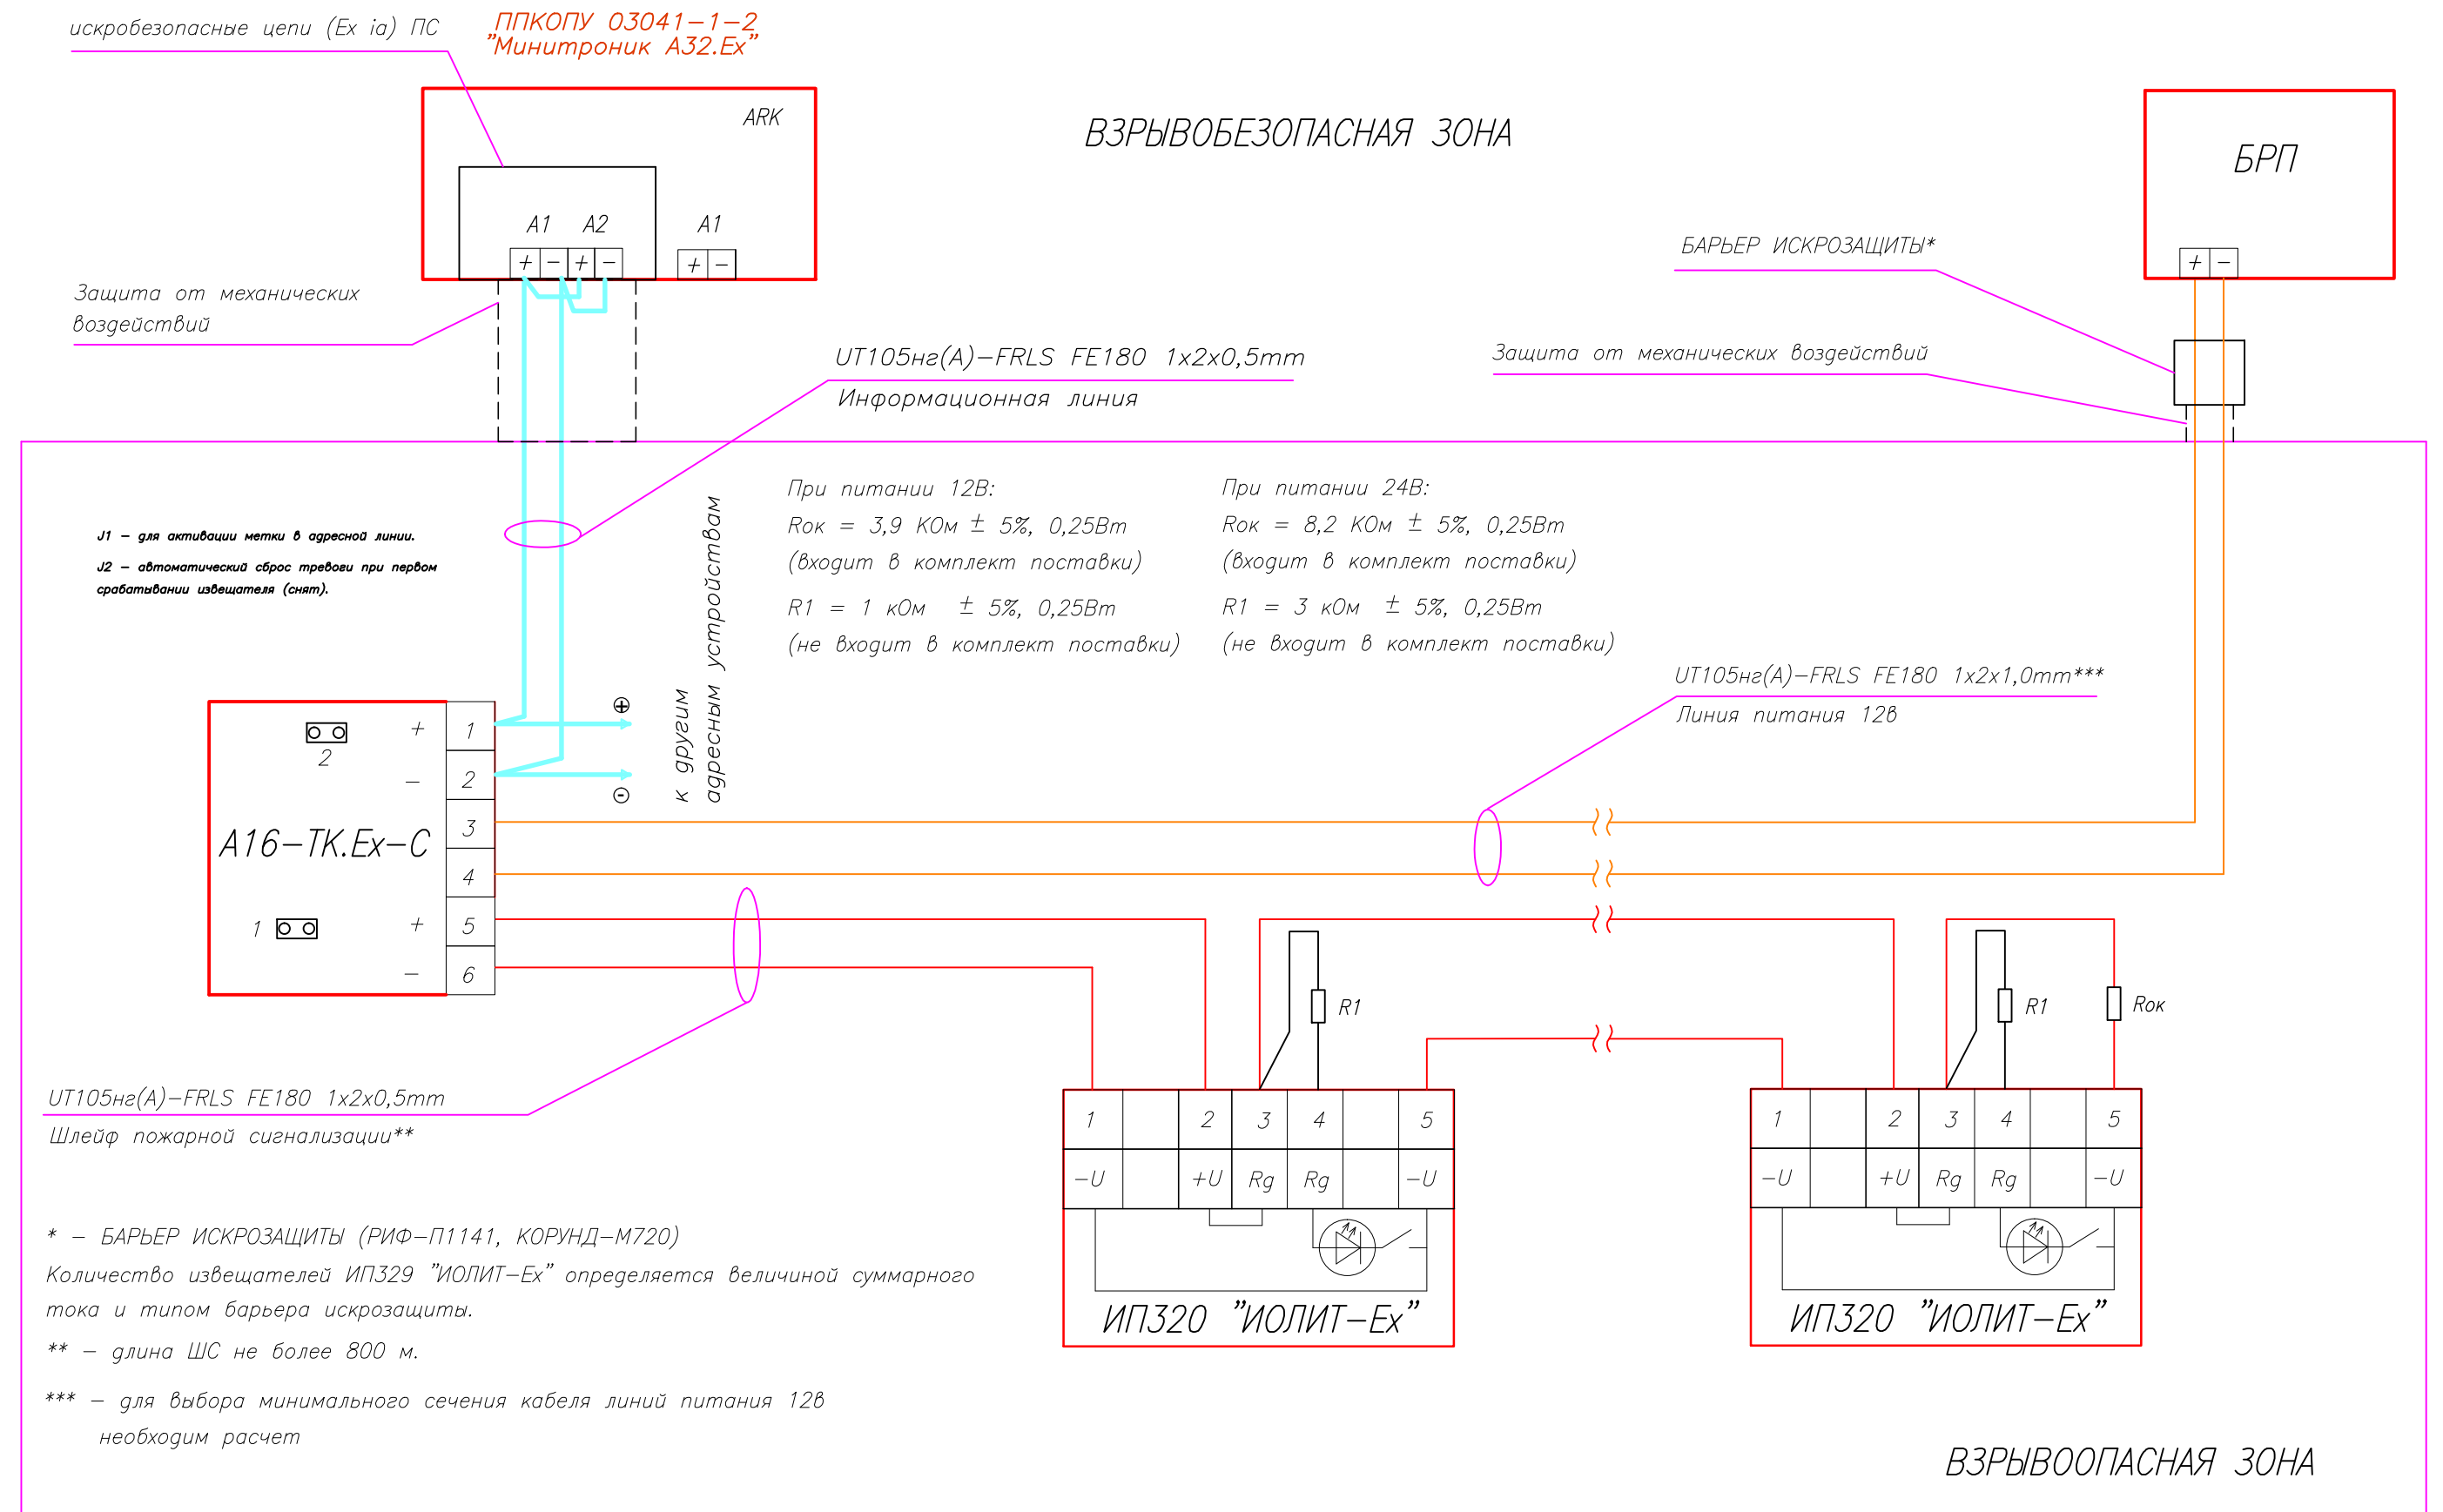 искробезопасные цепи (Ex ia) ПС
ППКОПУ 03041-1-2
"Минитроник А32.Ex"
ARK
ВЗРЫВОБЕЗОПАСНАЯ ЗОНА
БРП
A1 A2
A1
+ - + -
+ -
+ -
БАРЬЕР ИСКРОЗАЩИТЫ*
Защита от механических
воздействий
Защита от механических воздействий
UT105нг(А)-FRLS FE180 1x2x0,5mm
Информационная линия
J1 - для активации метки в адресной линии.
J2 - автоматический сброс тревоги при первом
срабатывании извещателя (снят).
При питании 12В:
Rок = 3,9 КОм ± 5%, 0,25Вт
(входит в комплект поставки)
R1 = 1 кОм ± 5%, 0,25Вт
(не входит в комплект поставки)
При питании 24В:
Rок = 8,2 КОм ± 5%, 0,25Вт
(входит в комплект поставки)
R1 = 3 кОм ± 5%, 0,25Вт
(не входит в комплект поставки)
к другим
адресным устройствам
UT105нг(А)-FRLS FE180 1x2x1,0mm***
Линия питания 12в
2
+ 1
- 2
3
А16-ТК.Ex-С
4
1
+ 5
- 6
+
-
R1
R1
Rок
UT105нг(А)-FRLS FE180 1x2x0,5mm
Шлейф пожарной сигнализации**
1 2 3 4 5
-U +U Rg Rg -U
ИП320 "ИОЛИТ-Ex"
1 2 3 4 5
-U +U Rg Rg -U
ИП320 "ИОЛИТ-Ex"
* - БАРЬЕР ИСКРОЗАЩИТЫ (РИФ-П1141, КОРУНД-М720)
Количество извещателей ИП329 "ИОЛИТ-Ex" определяется величиной суммарного
тока и типом барьера искрозащиты.
** - длина ШС не более 800 м.
*** - для выбора минимального сечения кабеля линий питания 12в
необходим расчет
ВЗРЫВООПАСНАЯ ЗОНА